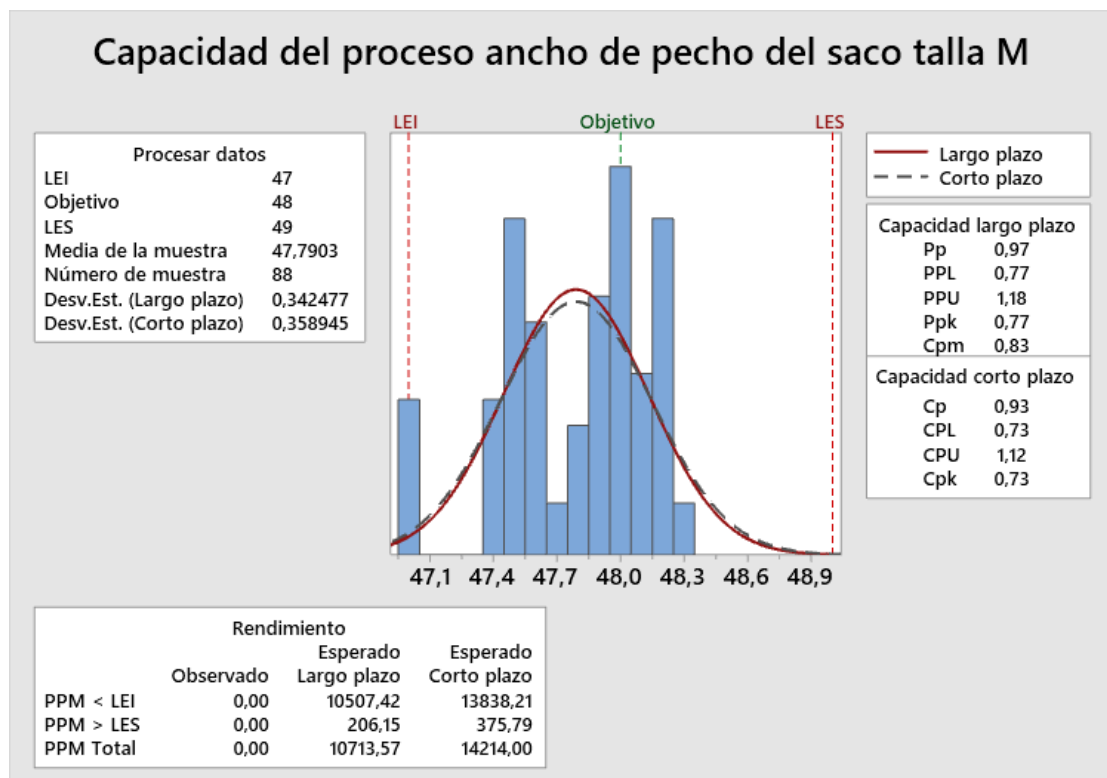 Capacidad del proceso ancho de pecho del saco talla M
LEI Objetivo LES
Procesar datos
LEI 47
Objetivo 48
LES 49
Media de la muestra 47,7903
Número de muestra 88
Desv.Est. (Largo plazo) 0,342477
Desv.Est. (Corto plazo) 0,358945
Largo plazo
Corto plazo
Capacidad largo plazo
Pp 0,97
PPL 0,77
PPU 1,18
Ppk 0,77
Cpm 0,83
Capacidad corto plazo
Cp 0,93
CPL 0,73
CPU 1,12
Cpk 0,73
47,1 47,4 47,7 48,0 48,3 48,6 48,9
Rendimiento
Esperado Esperado
Observado Largo plazo Corto plazo
PPM < LEI 0,00 10507,42 13838,21
PPM > LES 0,00 206,15 375,79
PPM Total 0,00 10713,57 14214,00